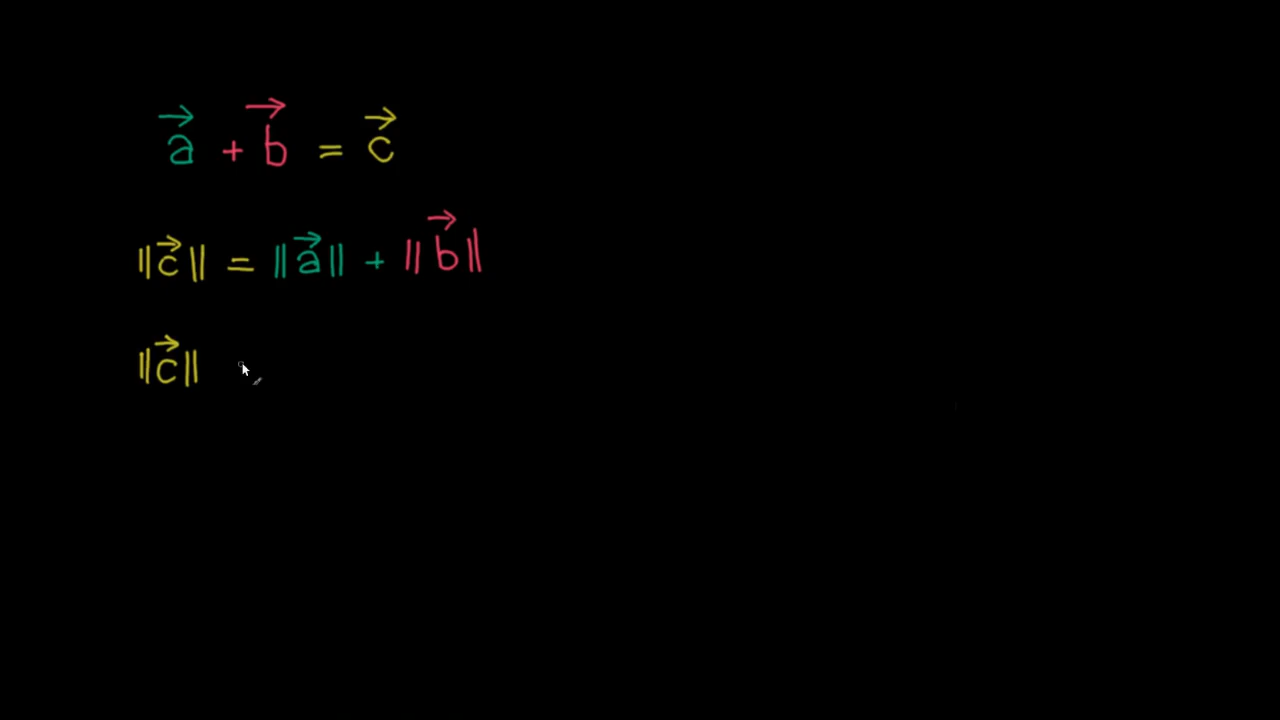 a⃗ + b⃗ = c⃗
‖c⃗‖ = ‖a⃗‖ + ‖b⃗‖
‖c⃗‖